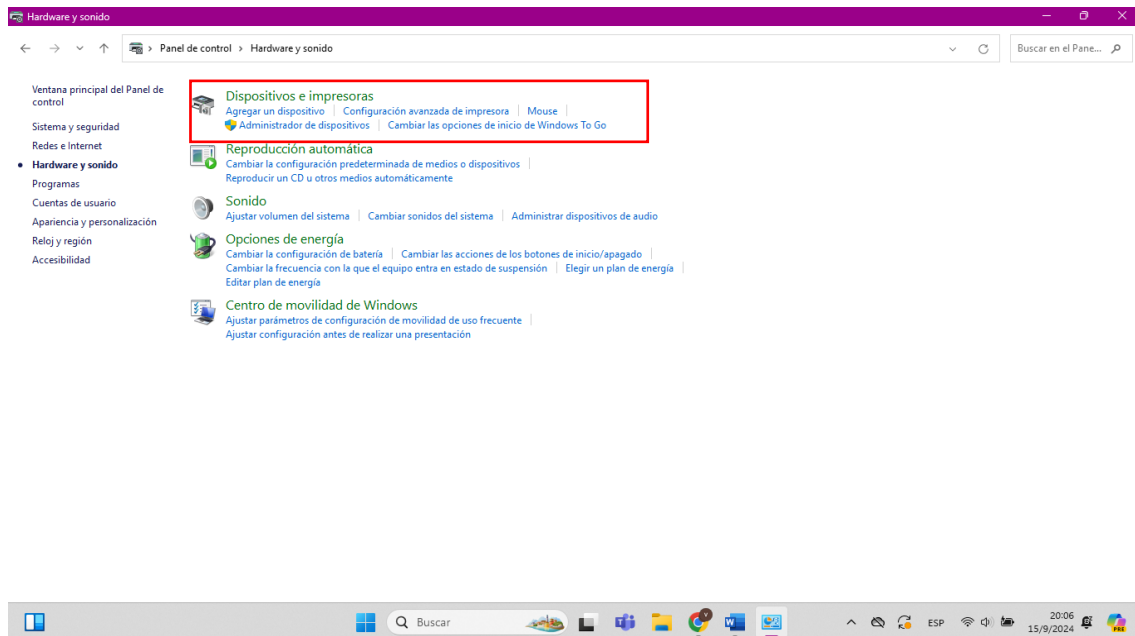 Hardware y sonido
Panel de control > Hardware y sonido
Buscar en el Pane...
Ventana principal del Panel de
control
Sistema y seguridad
Redes e Internet
Hardware y sonido
Programas
Cuentas de usuario
Apariencia y personalización
Reloj y región
Accesibilidad
Dispositivos e impresoras
Agregar un dispositivo | Configuración avanzada de impresora | Mouse |
Administrador de dispositivos | Cambiar las opciones de inicio de Windows To Go
Reproducción automática
Cambiar la configuración predeterminada de medios o dispositivos |
Reproducir un CD u otros medios automáticamente
Sonido
Ajustar volumen del sistema | Cambiar sonidos del sistema | Administrar dispositivos de audio
Opciones de energía
Cambiar la configuración de batería | Cambiar las acciones de los botones de inicio/apagado |
Cambiar la frecuencia con la que el equipo entra en estado de suspensión | Elegir un plan de energía |
Editar plan de energía
Centro de movilidad de Windows
Ajustar parámetros de configuración de movilidad de uso frecuente |
Ajustar configuración antes de realizar una presentación
Buscar
ESP
20:06
15/9/2024
PRE